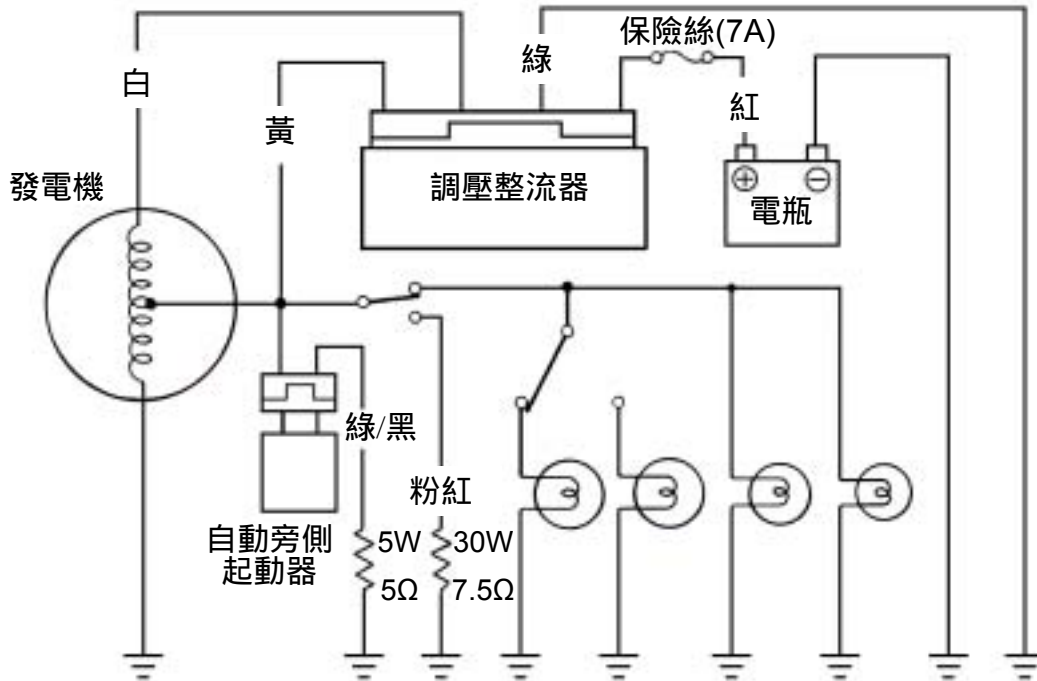 保險絲(7A)
白
綠
黃
紅
發電機
調壓整流器
電瓶
綠/黑
粉紅
自動旁側
起動器
5W
5Ω
30W
7.5Ω